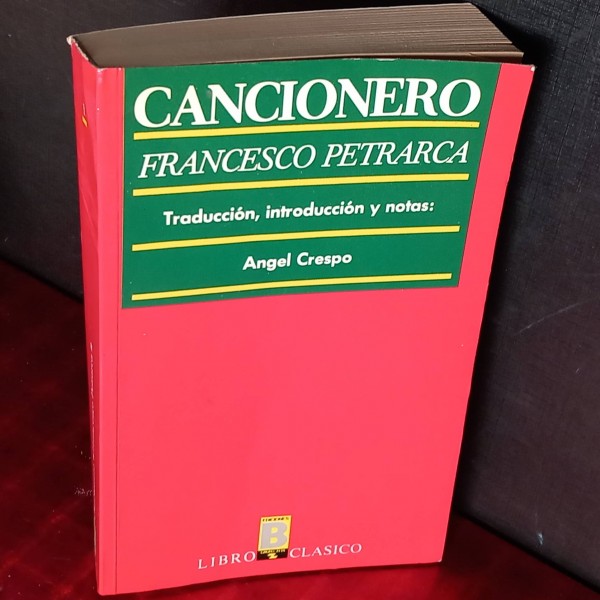 CANCIONERO
FRANCESCO PETRARCA
Traducción, introducción y notas:
Angel Crespo
B
LIBRO CLASICO